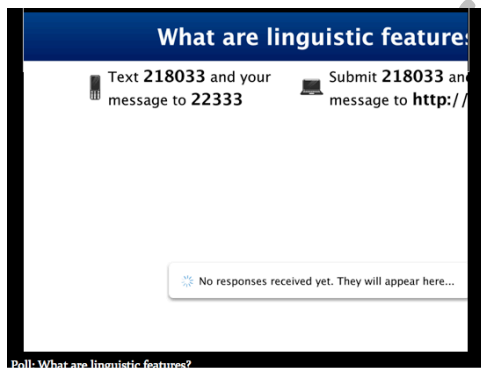 What are linguistic features
Text 218033 and your
message to 22333
Submit 218033 an
message to http://
No responses received yet. They will appear here...
Poll: What are linguistic features?